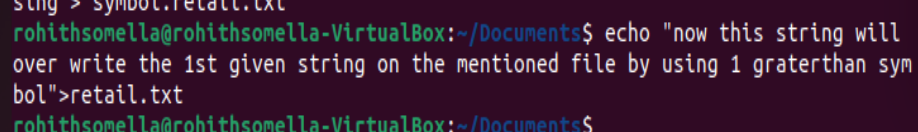 sing > symbol.retail.txt
rohithsomella@rohithsomella-VirtualBox:~/Documents$ echo "now this string will
over write the 1st given string on the mentioned file by using 1 graterthan sym
bol">retail.txt
rohithsomella@rohithsomella-VirtualBox:~/Documents$